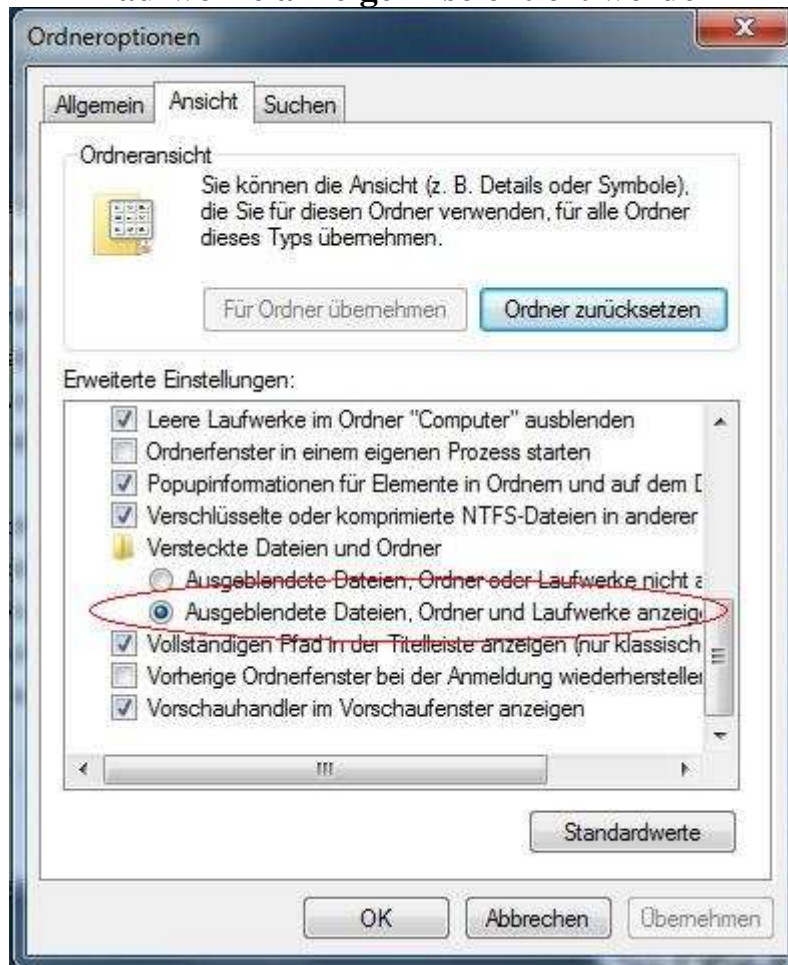 Ordneroptionen
Allgemein Ansicht Suchen
Ordneransicht
Sie können die Ansicht (z. B. Details oder Symbole),
die Sie für diesen Ordner verwenden, für alle Ordner
dieses Typs übernehmen.
Für Ordner übernehmen Ordner zurücksetzen
Erweiterte Einstellungen:
Leere Laufwerke im Ordner "Computer" ausblenden
Ordnerfenster in einem eigenen Prozess starten
Popupinformationen für Elemente in Ordnern und auf dem
Verschlüsselte oder komprimierte NTFS-Dateien in anderer
Versteckte Dateien und Ordner
Ausgeblendete Dateien, Ordner oder Laufwerke nicht a
Ausgeblendete Dateien, Ordner und Laufwerke anzeige
Vollständigen Pfad in der Titelleiste anzeigen (nur klassisch
Vorherige Ordnerfenster bei der Anmeldung wiederherstellen
Vorschauhandler im Vorschaufenster anzeigen
Standardwerte
OK Abbrechen Übernehmen